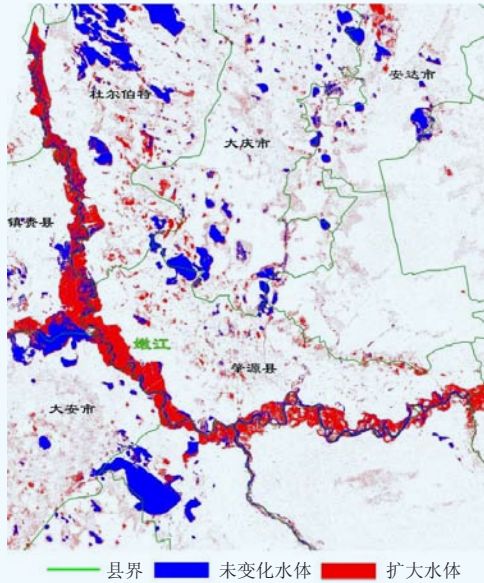 安达市
杜尔伯特
大庆市
镇赉县
嫩江
肇源县
大安市
县界 未变化水体 扩大水体